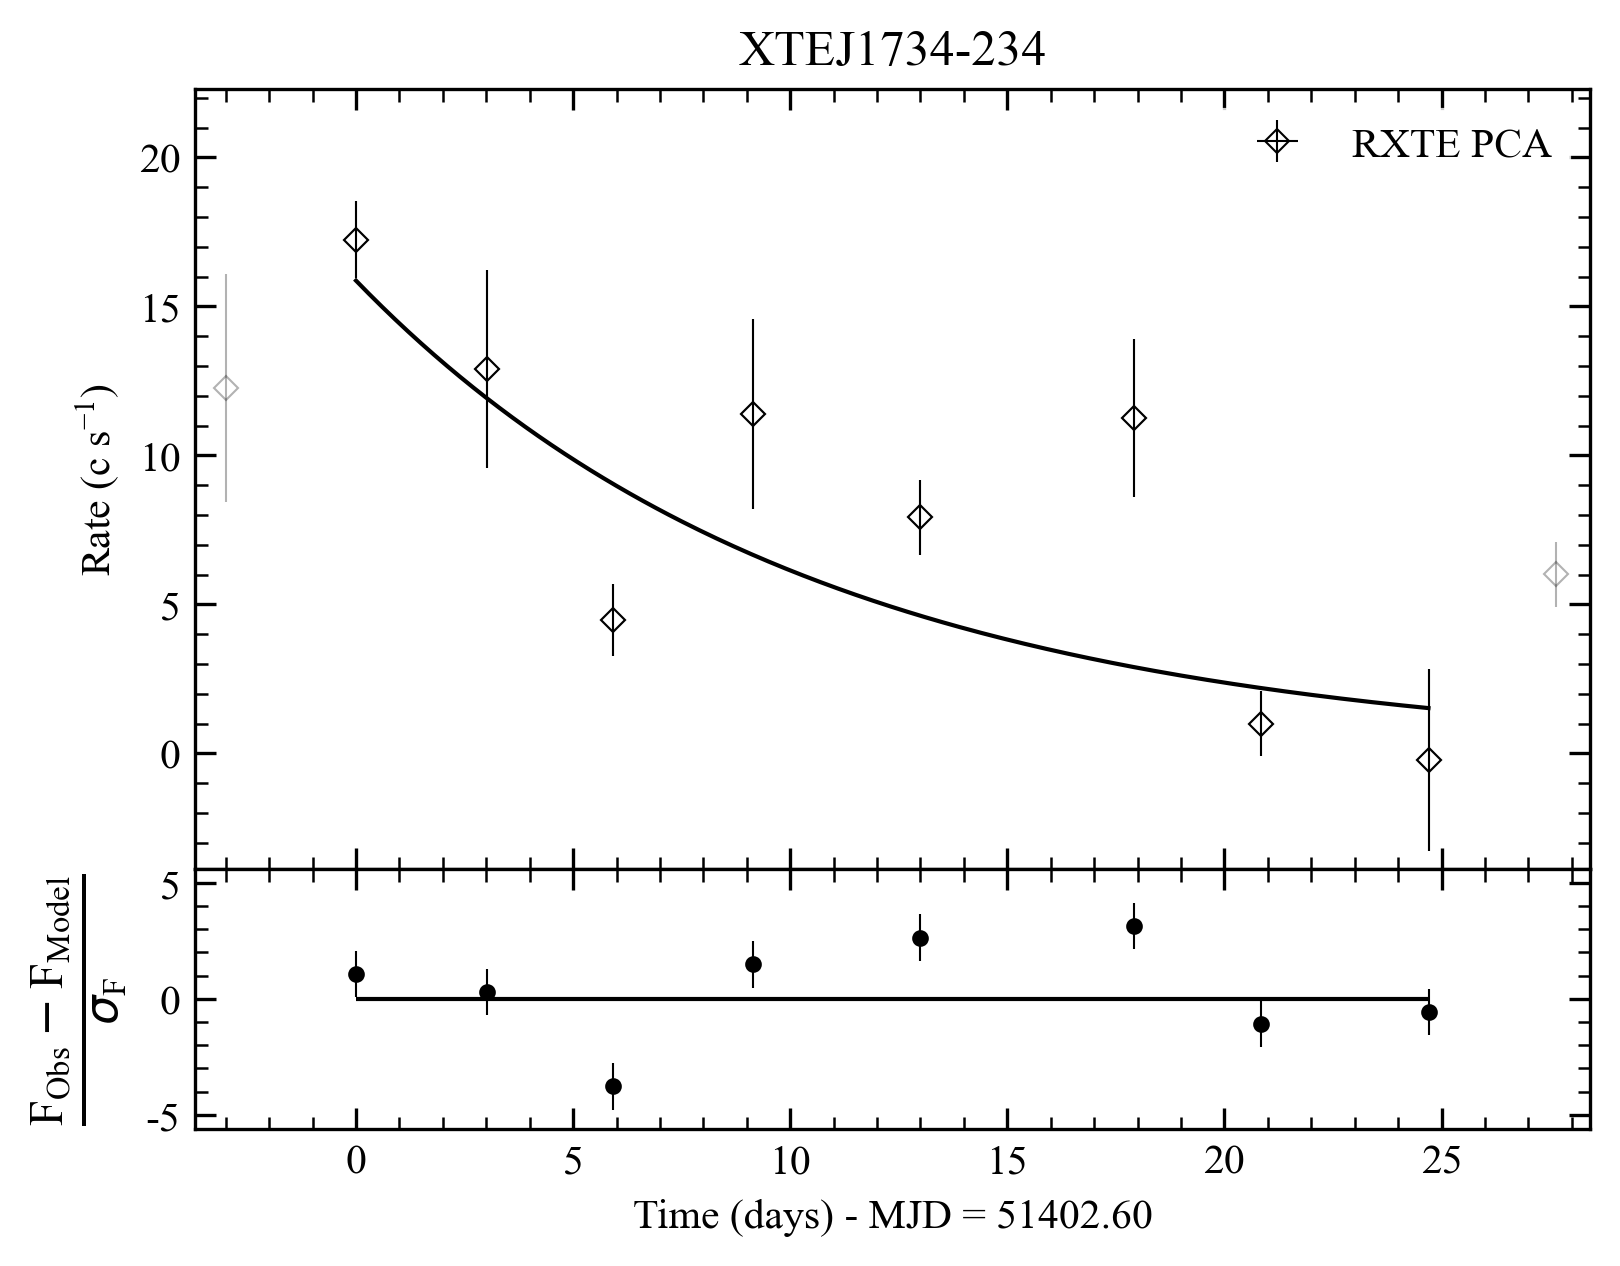 XTEJ1734-234
RXTE PCA
20
15
10
5
0
Rate (c s⁻¹)
5
0
-5
F_Obs − F_Model
σ_F
0 5 10 15 20 25
Time (days) - MJD = 51402.60